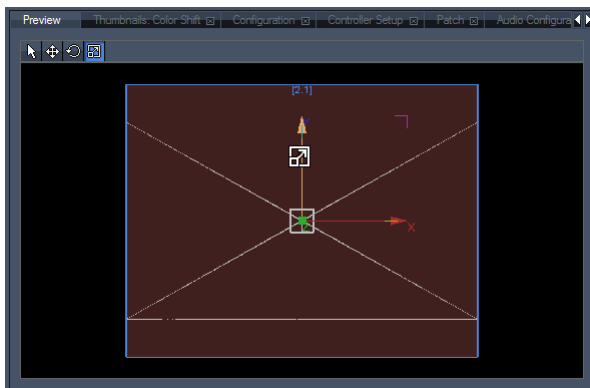 Preview Thumbnails. Color Shift Configuration Controller Setup Patch Audio Configura
[2.1]
X